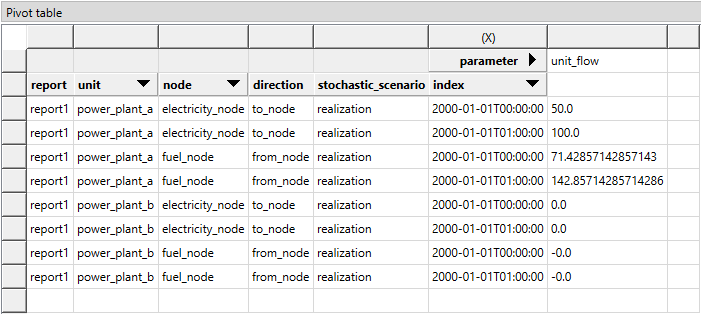 Pivot table
(X)
parameter unit_flow
report unit node direction stochastic_scenario index
report1 power_plant_a electricity_node to_node realization 2000-01-01T00:00:00 50.0
report1 power_plant_a electricity_node to_node realization 2000-01-01T01:00:00 100.0
report1 power_plant_a fuel_node from_node realization 2000-01-01T00:00:00 71.42857142857143
report1 power_plant_a fuel_node from_node realization 2000-01-01T01:00:00 142.85714285714286
report1 power_plant_b electricity_node to_node realization 2000-01-01T00:00:00 0.0
report1 power_plant_b electricity_node to_node realization 2000-01-01T01:00:00 0.0
report1 power_plant_b fuel_node from_node realization 2000-01-01T00:00:00 -0.0
report1 power_plant_b fuel_node from_node realization 2000-01-01T01:00:00 -0.0